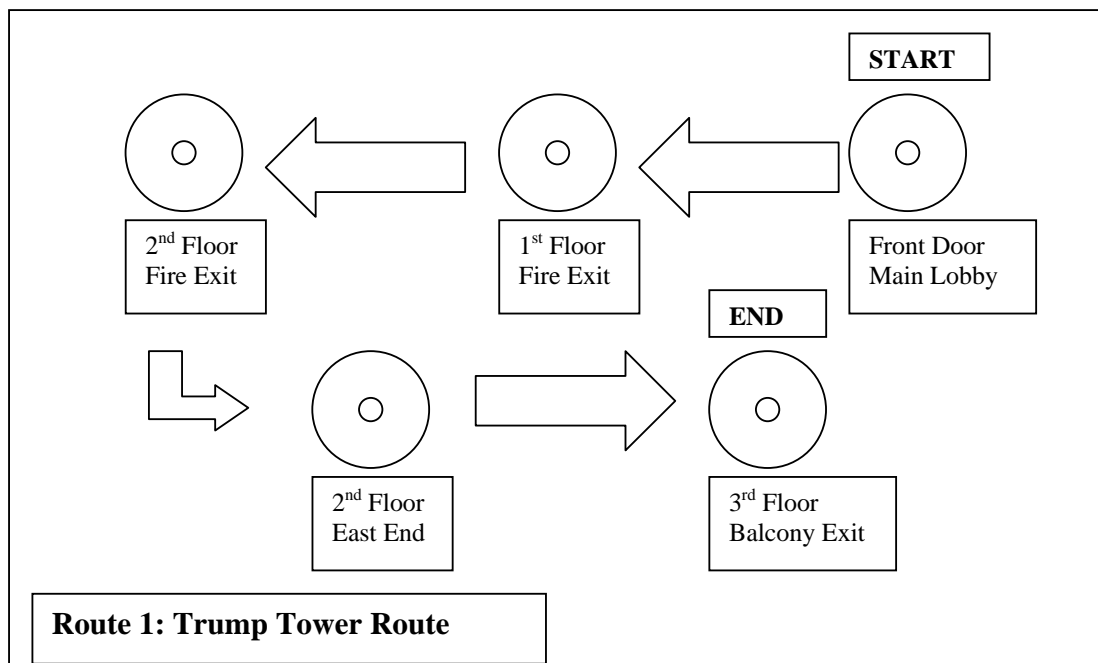 START
2nd Floor
Fire Exit
1st Floor
Fire Exit
Front Door
Main Lobby
END
2nd Floor
East End
3rd Floor
Balcony Exit
Route 1: Trump Tower Route